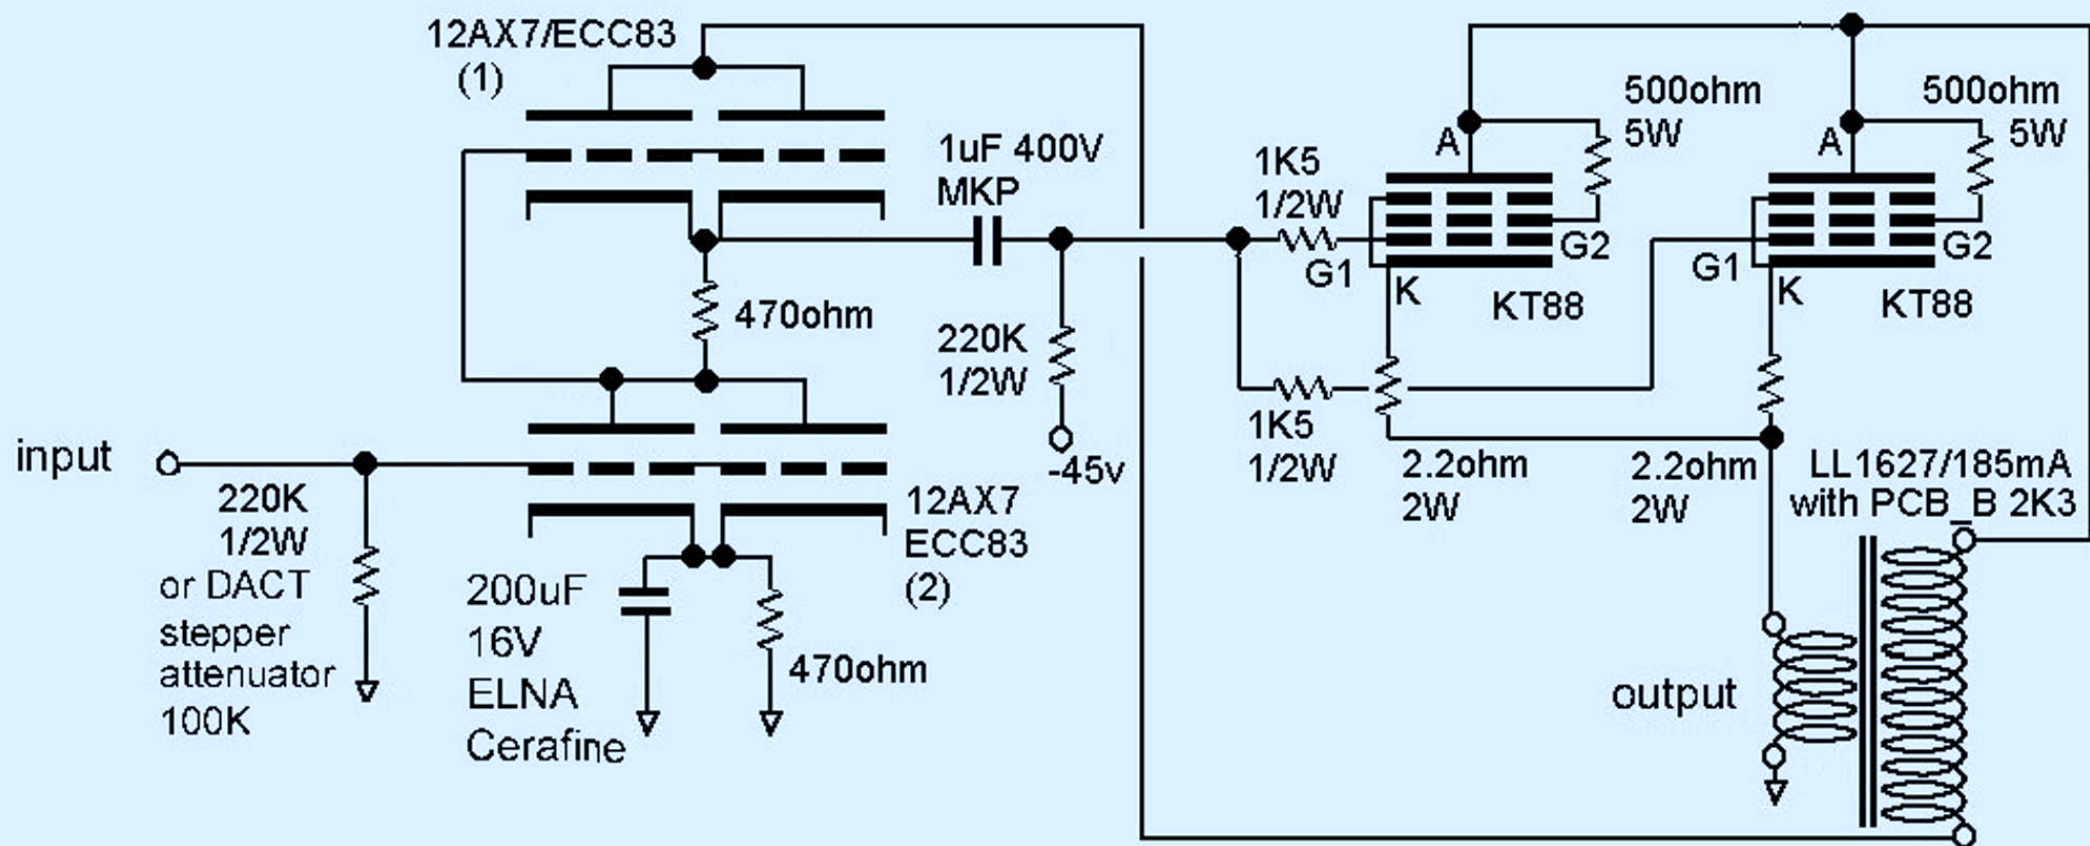 12AX7/ECC83
(1)
1uF 400V
MKP
470ohm
220K
1/2W
-45v
1K5
1/2W
G1
1K5
1/2W
A
500ohm
5W
G2
K
KT88
2.2ohm
2W
A
500ohm
5W
G1
G2
K
KT88
2.2ohm
2W
input
220K
1/2W
or DACT
stepper
attenuator
100K
12AX7
ECC83
(2)
200uF
16V
ELNA
Cerafine
470ohm
LL1627/185mA
with PCB_B 2K3
output